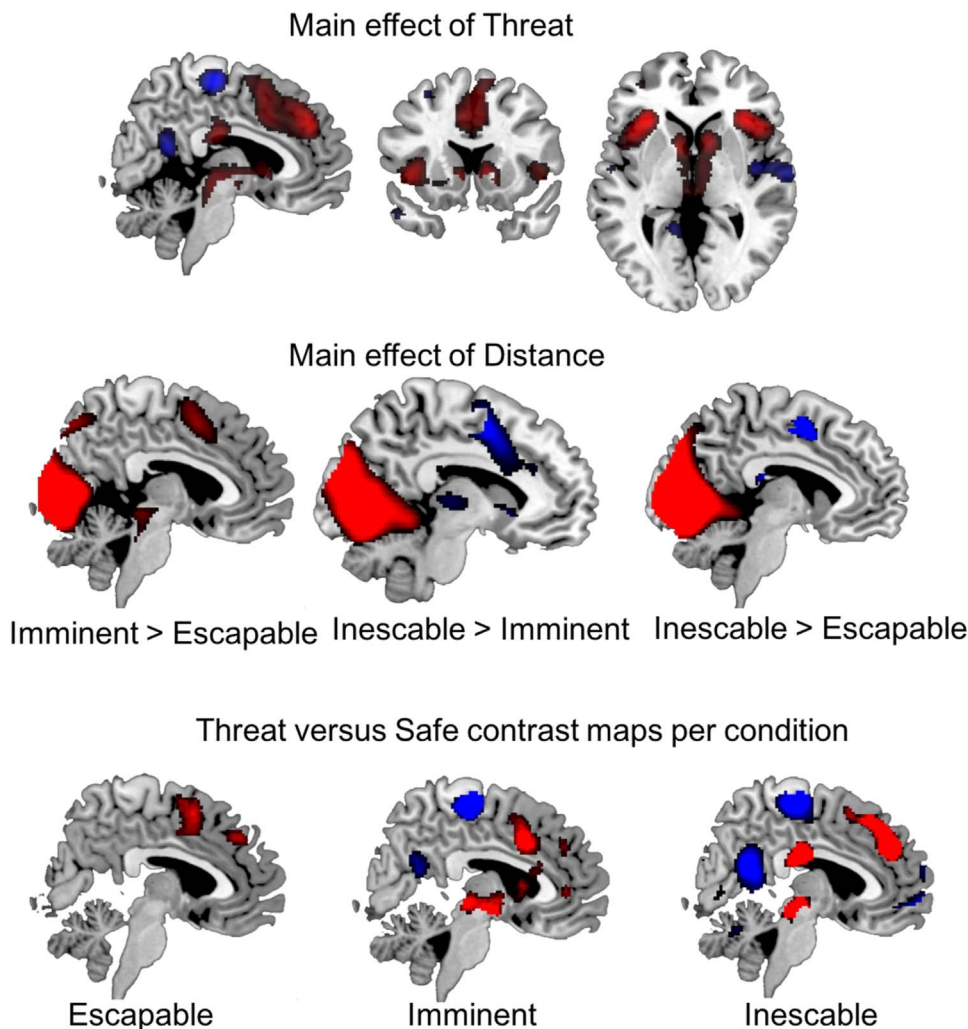 Main effect of Threat
Main effect of Distance
Imminent > Escapable
Inescable > Imminent
Inescable > Escapable
Threat versus Safe contrast maps per condition
Escapable
Imminent
Inescable